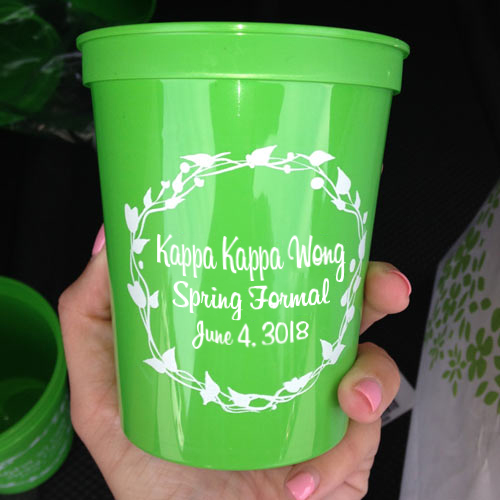 Kappa Kappa Wong
Spring Formal
June 4, 3018